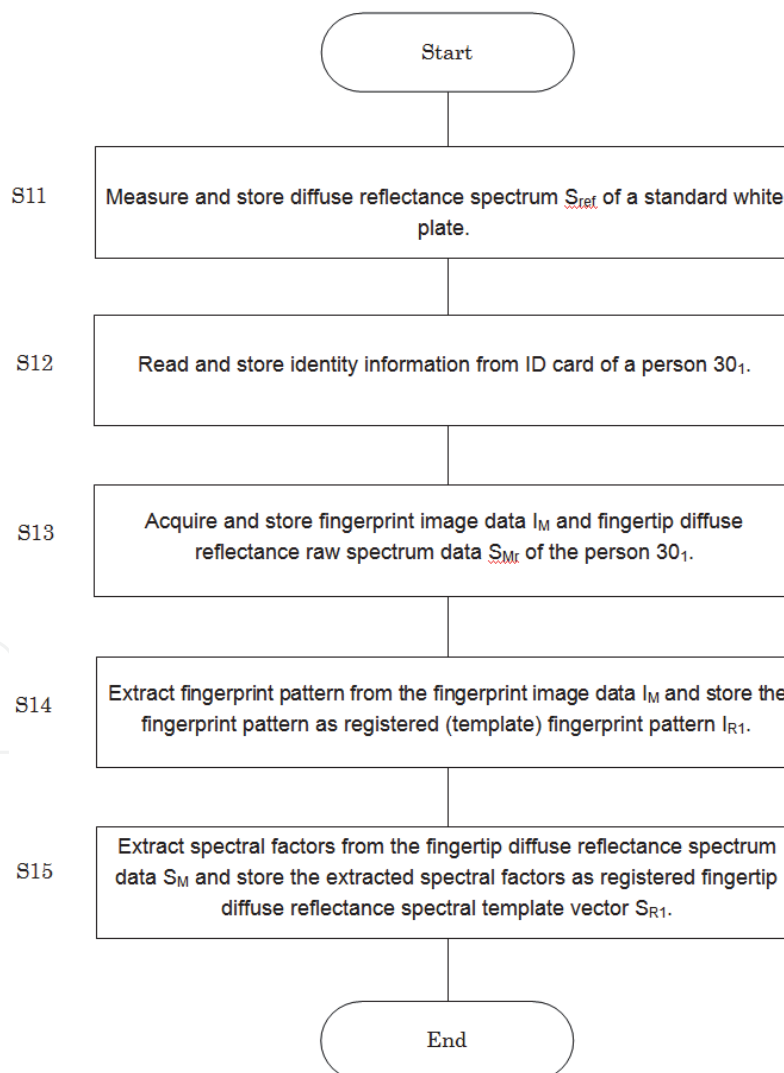 Start
S11
Measure and store diffuse reflectance spectrum Sref of a standard white
plate.
S12
Read and store identity information from ID card of a person 30₁.
S13
Acquire and store fingerprint image data IM and fingertip diffuse
reflectance raw spectrum data SMr of the person 30₁.
S14
Extract fingerprint pattern from the fingerprint image data IM and store the
fingerprint pattern as registered (template) fingerprint pattern IR1.
S15
Extract spectral factors from the fingertip diffuse reflectance spectrum
data SM and store the extracted spectral factors as registered fingertip
diffuse reflectance spectral template vector SR1.
End